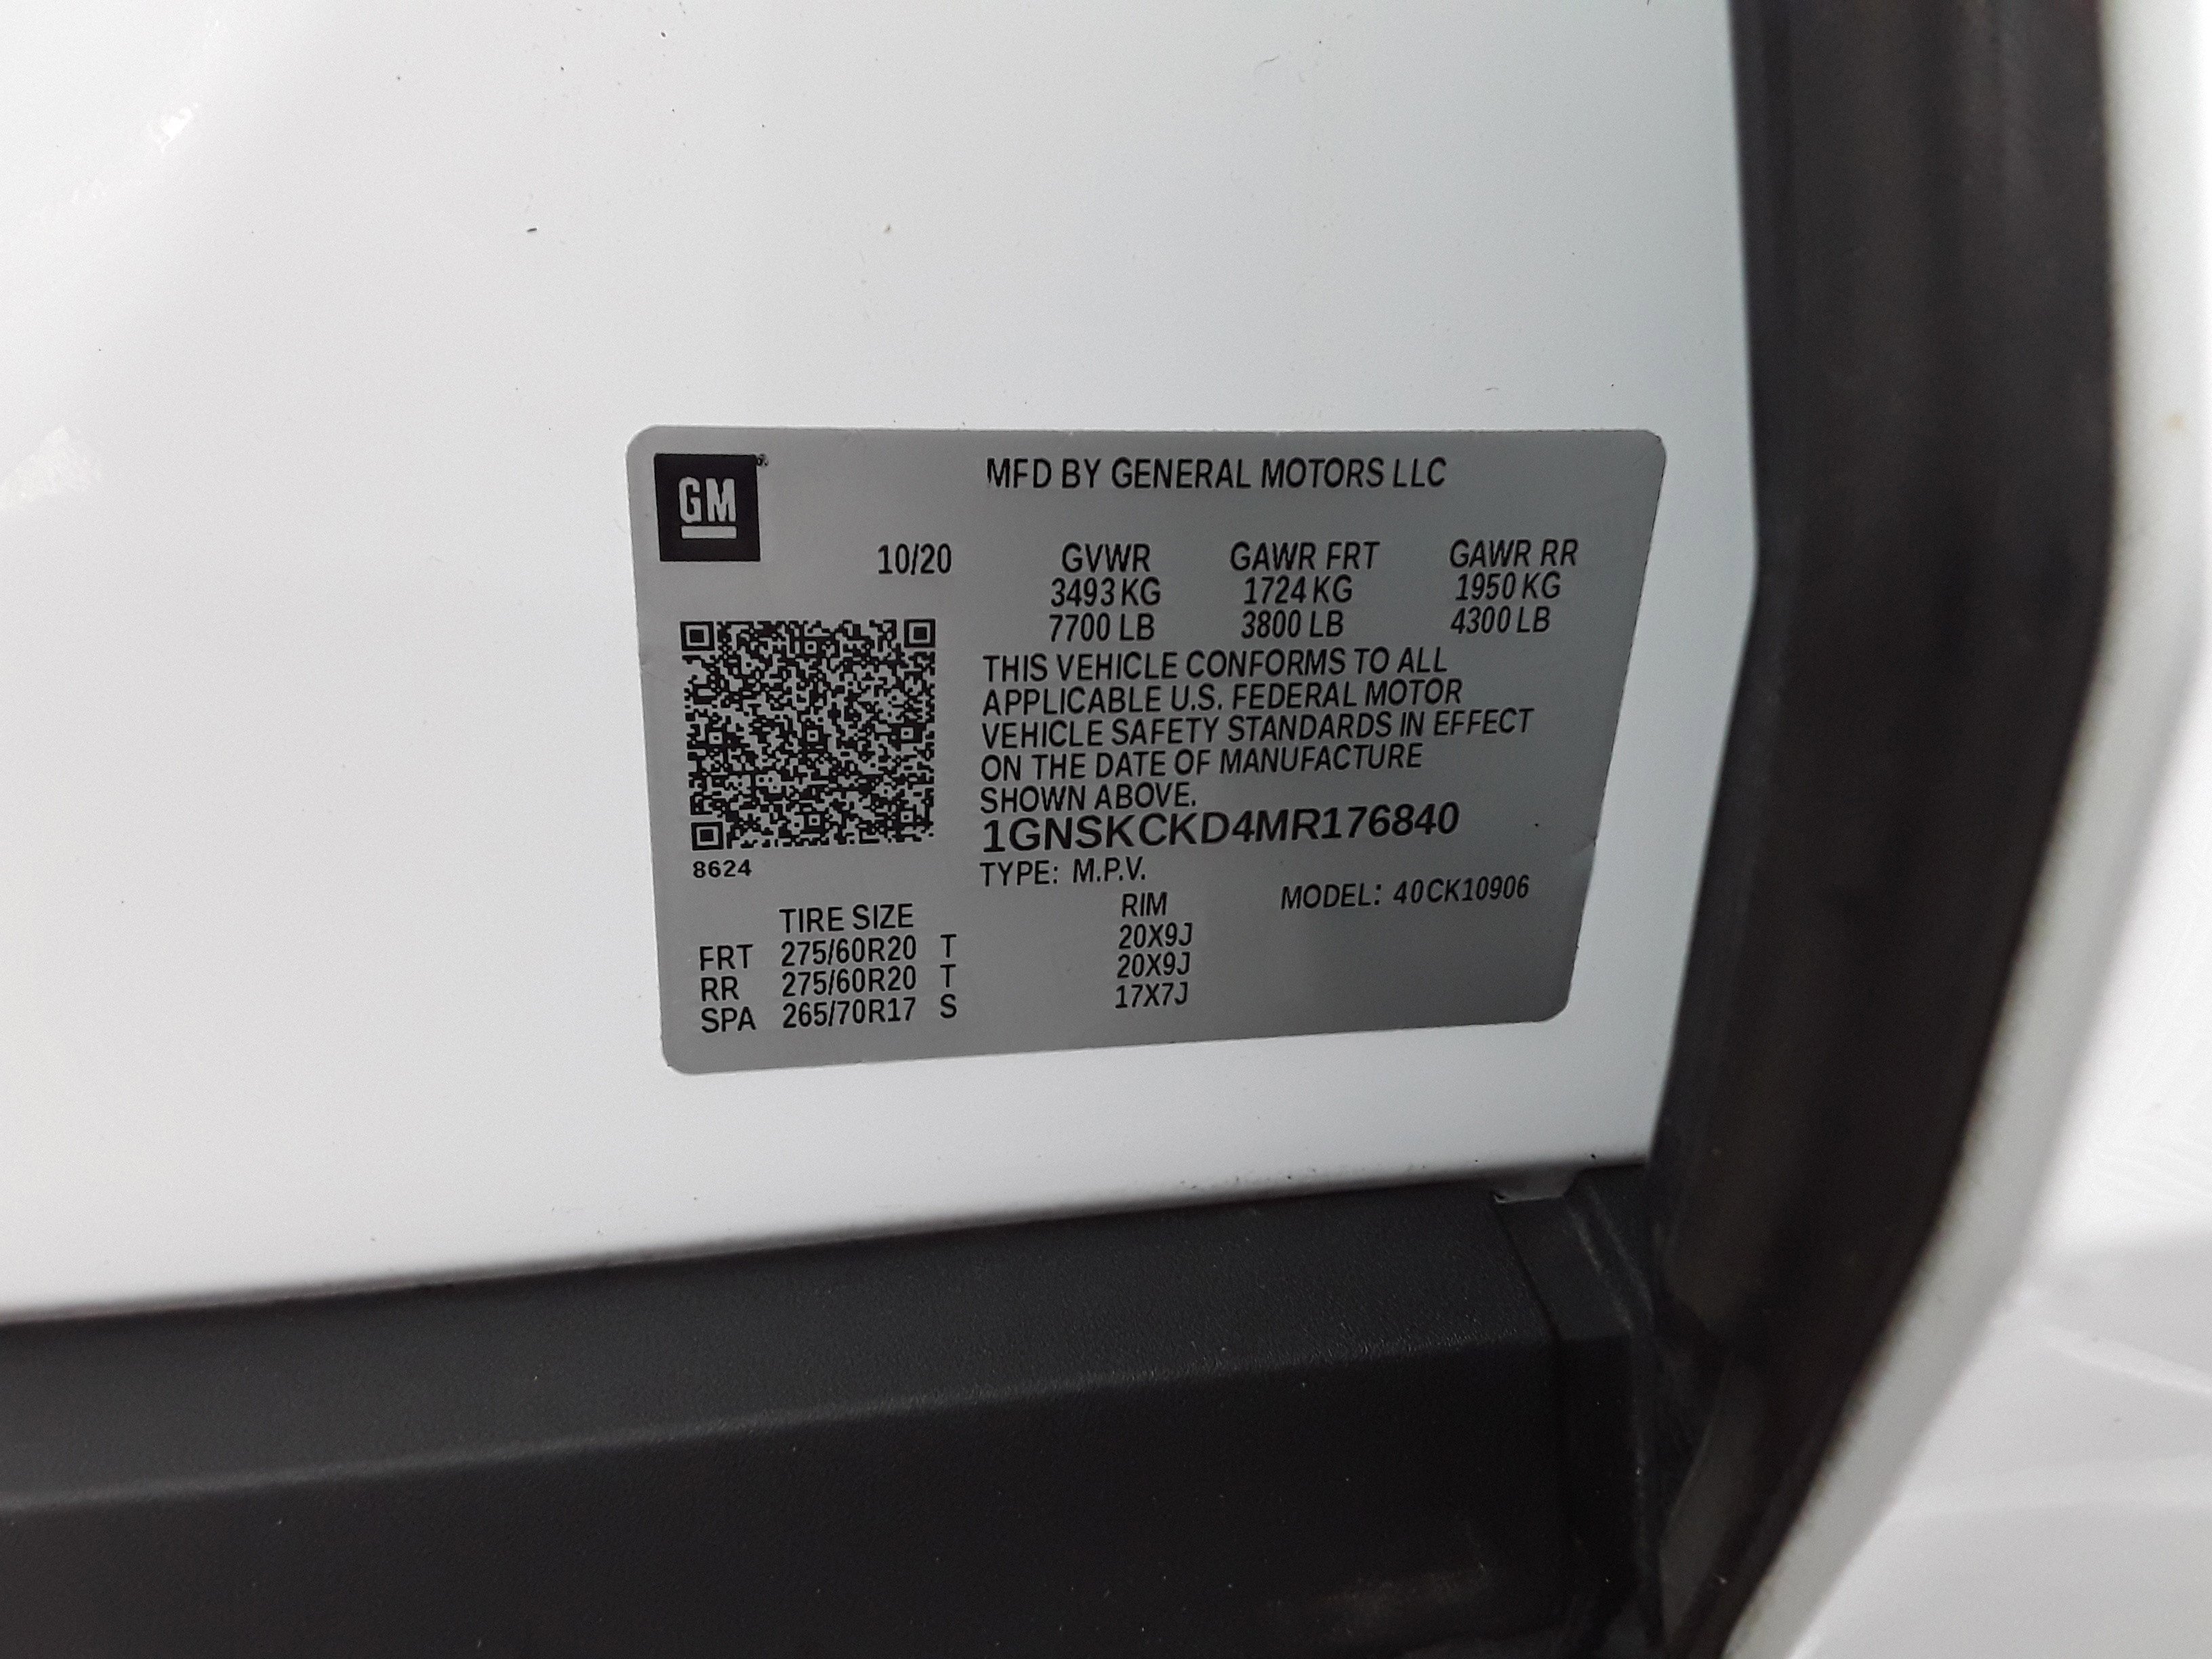 GM
MFD BY GENERAL MOTORS LLC
10/20 GVWR GAWR FRT GAWR RR
3493 KG 1724 KG 1950 KG
7700 LB 3800 LB 4300 LB
THIS VEHICLE CONFORMS TO ALL
APPLICABLE U.S. FEDERAL MOTOR
VEHICLE SAFETY STANDARDS IN EFFECT
ON THE DATE OF MANUFACTURE
SHOWN ABOVE.
1GNSKCKD4MR176840
8624
TYPE: M.P.V.
MODEL: 40CK10906
TIRE SIZE RIM
FRT 275/60R20 T 20X9J
RR 275/60R20 T 20X9J
SPA 265/70R17 S 17X7J